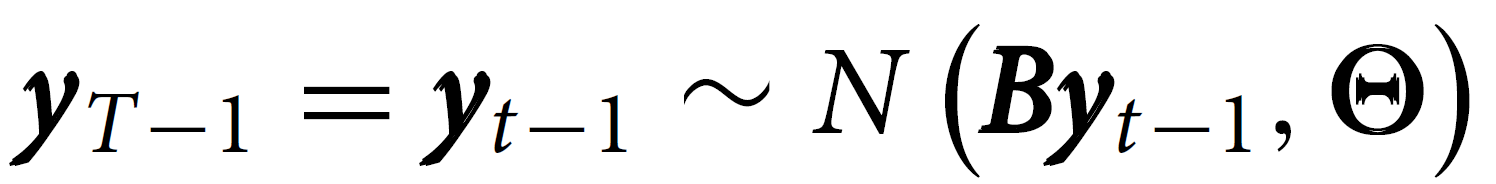 y_{T−1} = y_{t−1} ~ N(By_{t−1}, Θ)